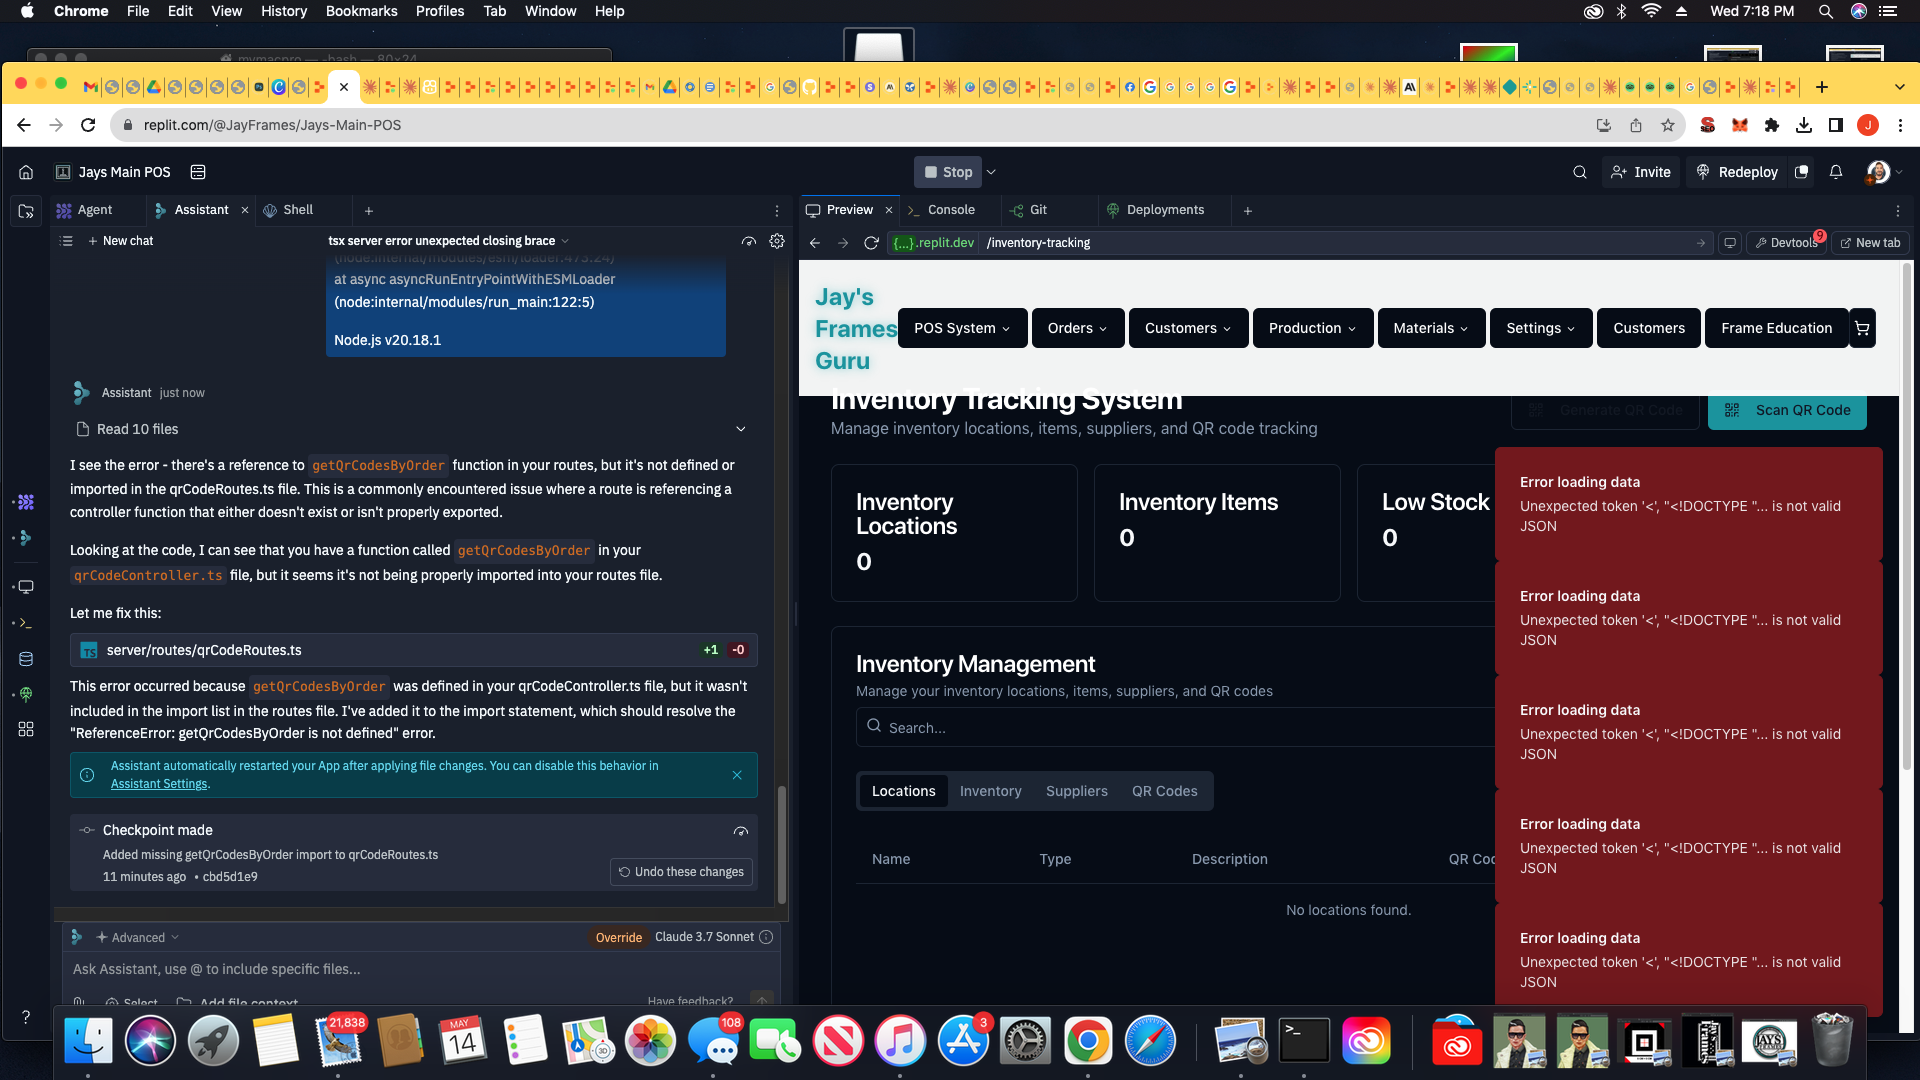 Chrome File Edit View History Bookmarks Profiles Tab Window Help
Wed 7:18 PM
mymacpro — -bash — 80×24
replit.com/@JayFrames/Jays-Main-POS
J
Jays Main POS
Stop
Invite
Redeploy
Agent
Assistant
Shell
New chat
tsx server error unexpected closing brace
(node:internal/modules/esm/loader:473:24)
at async asyncRunEntryPointWithESMLoader
(node:internal/modules/run_main:122:5)
Node.js v20.18.1
Assistant just now
Read 10 files
I see the error - there's a reference to getQrCodesByOrder function in your routes, but it's not defined or
imported in the qrCodeRoutes.ts file. This is a commonly encountered issue where a route is referencing a
controller function that either doesn't exist or isn't properly exported.
Looking at the code, I can see that you have a function called getQrCodesByOrder in your
qrCodeController.ts file, but it seems it's not being properly imported into your routes file.
Let me fix this:
TS server/routes/qrCodeRoutes.ts +1 -0
This error occurred because getQrCodesByOrder was defined in your qrCodeController.ts file, but it wasn't
included in the import list in the routes file. I've added it to the import statement, which should resolve the
"ReferenceError: getQrCodesByOrder is not defined" error.
Assistant automatically restarted your App after applying file changes. You can disable this behavior in
Assistant Settings.
Checkpoint made
Added missing getQrCodesByOrder import to qrCodeRoutes.ts
11 minutes ago • cbd5d1e9
Undo these changes
Advanced
Override Claude 3.7 Sonnet
Ask Assistant, use @ to include specific files...
Select Add file context
Have feedback?
Preview
Console
Git
Deployments
{...}.replit.dev /inventory-tracking
Devtools 9
New tab
Jay's
Frames
Guru
POS System
Orders
Customers
Production
Materials
Settings
Customers
Frame Education
Inventory Tracking System
Manage inventory locations, items, suppliers, and QR code tracking
Generate QR Code
Scan QR Code
Inventory
Locations
0
Inventory Items
0
Low Stock
0
Inventory Management
Manage your inventory locations, items, suppliers, and QR codes
Search...
Locations Inventory Suppliers QR Codes
Name Type Description QR Coo
No locations found.
Error loading data
Unexpected token '<', "<!DOCTYPE "... is not valid
JSON
Error loading data
Unexpected token '<', "<!DOCTYPE "... is not valid
JSON
Error loading data
Unexpected token '<', "<!DOCTYPE "... is not valid
JSON
Error loading data
Unexpected token '<', "<!DOCTYPE "... is not valid
JSON
Error loading data
Unexpected token '<', "<!DOCTYPE "... is not valid
JSON
21,838
MAY
14
3D
108
3
JAYS